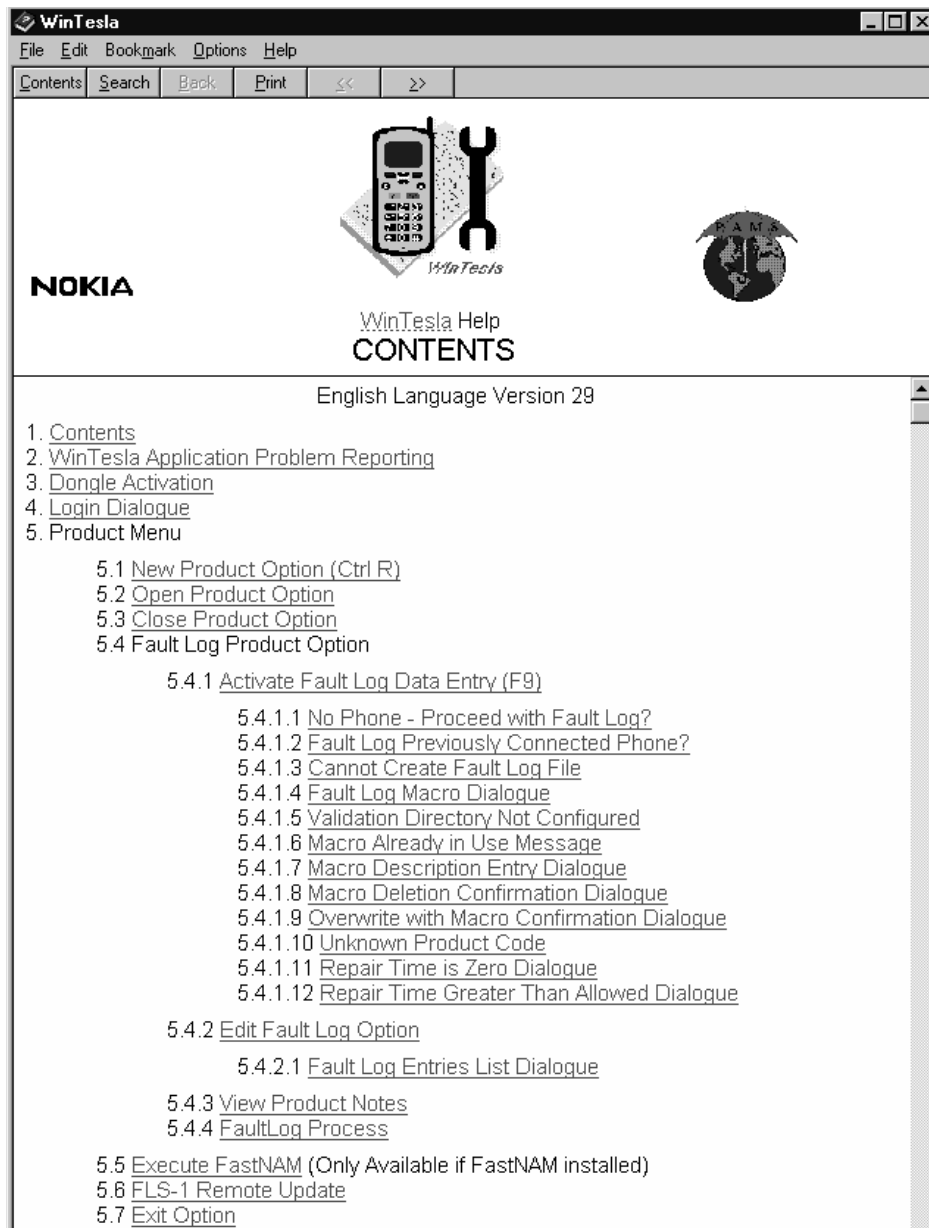 WinTesla
File Edit Bookmark Options Help
Contents Search Back Print << >>
WinTesla
P A M S
NOKIA
WinTesla Help
CONTENTS
English Language Version 29
1. Contents
2. WinTesla Application Problem Reporting
3. Dongle Activation
4. Login Dialogue
5. Product Menu
5.1 New Product Option (Ctrl R)
5.2 Open Product Option
5.3 Close Product Option
5.4 Fault Log Product Option
5.4.1 Activate Fault Log Data Entry (F9)
5.4.1.1 No Phone - Proceed with Fault Log?
5.4.1.2 Fault Log Previously Connected Phone?
5.4.1.3 Cannot Create Fault Log File
5.4.1.4 Fault Log Macro Dialogue
5.4.1.5 Validation Directory Not Configured
5.4.1.6 Macro Already in Use Message
5.4.1.7 Macro Description Entry Dialogue
5.4.1.8 Macro Deletion Confirmation Dialogue
5.4.1.9 Overwrite with Macro Confirmation Dialogue
5.4.1.10 Unknown Product Code
5.4.1.11 Repair Time is Zero Dialogue
5.4.1.12 Repair Time Greater Than Allowed Dialogue
5.4.2 Edit Fault Log Option
5.4.2.1 Fault Log Entries List Dialogue
5.4.3 View Product Notes
5.4.4 FaultLog Process
5.5 Execute FastNAM (Only Available if FastNAM installed)
5.6 FLS-1 Remote Update
5.7 Exit Option